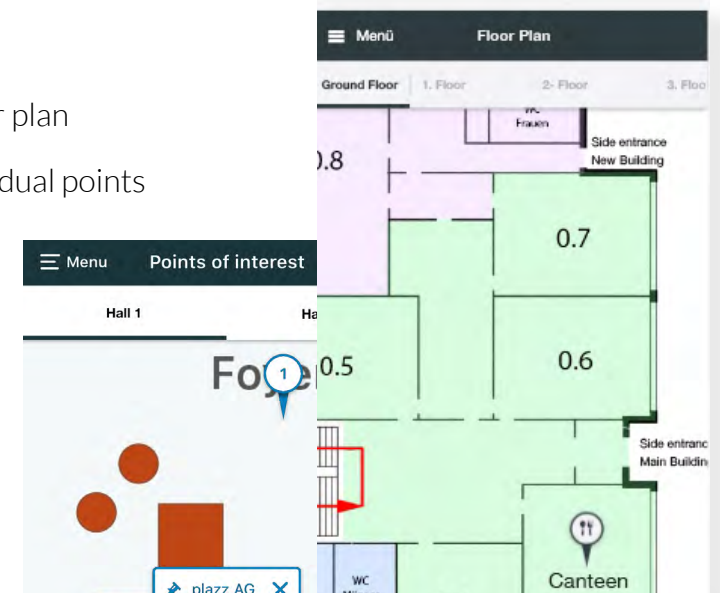 plan
dual points
Menu Points of interest
Hall 1
1
plazz AG
Menü Floor Plan
Ground Floor 1. Floor 2- Floor 3. Floo
WC
Frauen
Side entrance
New Building
0.8
0.7
0.5
0.6
Side entranc
Main Buildin
WC
Canteen